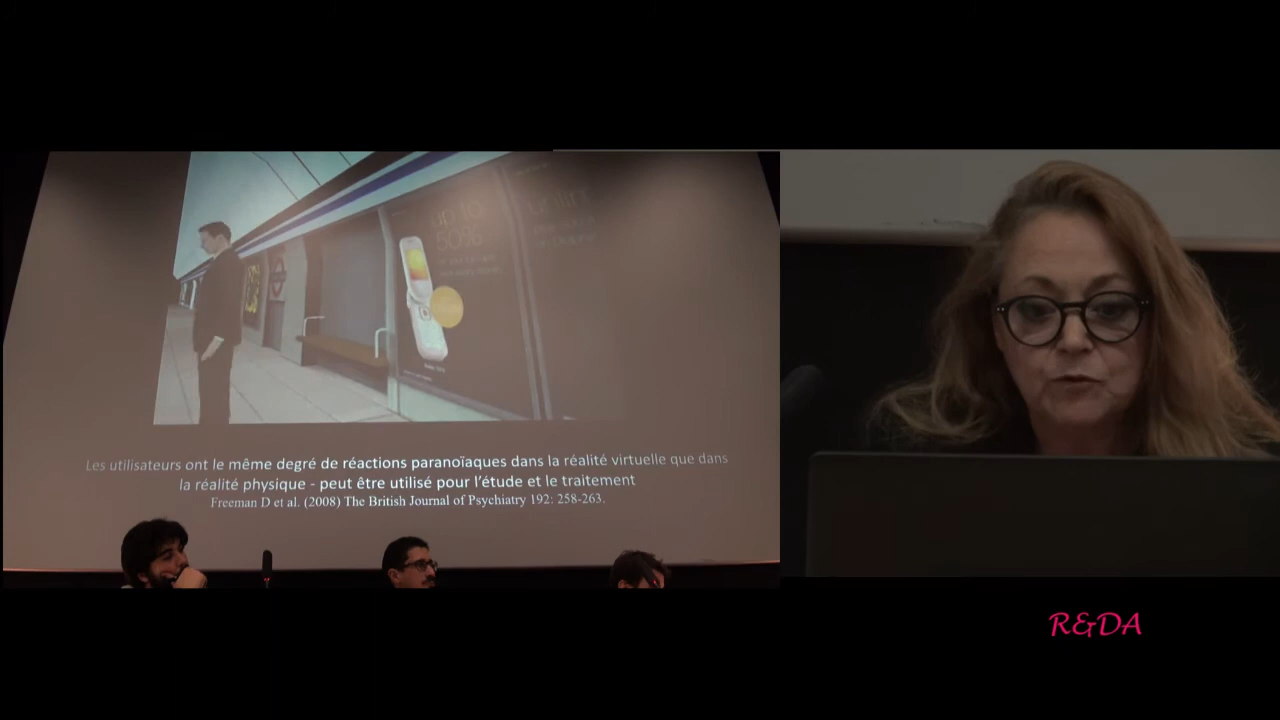 up to
50%
Les utilisateurs ont le même degré de réactions paranoïaques dans la réalité virtuelle que dans
la réalité physique - peut être utilisé pour l'étude et le traitement
Freeman D et al. (2008) The British Journal of Psychiatry 192: 258-263.
R&DA